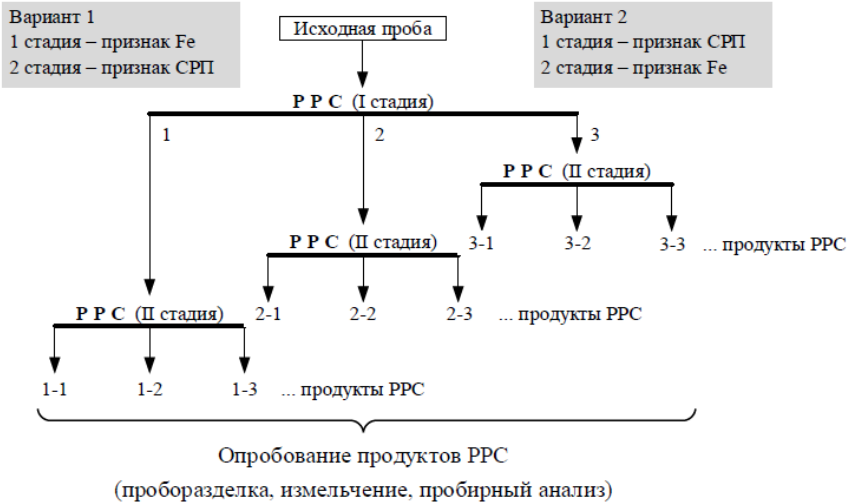 Вариант 1
1 стадия – признак Fe
2 стадия – признак СРП
Исходная проба
Вариант 2
1 стадия – признак СРП
2 стадия – признак Fe
Р Р С (I стадия)
1
2
3
Р Р С (II стадия)
3-1 3-2 3-3 ... продукты РРС
Р Р С (II стадия)
2-1 2-2 2-3 ... продукты РРС
Р Р С (II стадия)
1-1 1-2 1-3 ... продукты РРС
Опробование продуктов РРС
(проборазделка, измельчение, пробирный анализ)